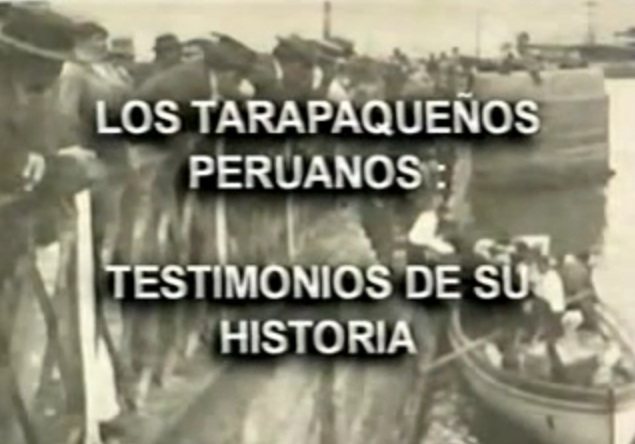 LOS TARAPAQUEÑOS
PERUANOS :
TESTIMONIOS DE SU
HISTORIA